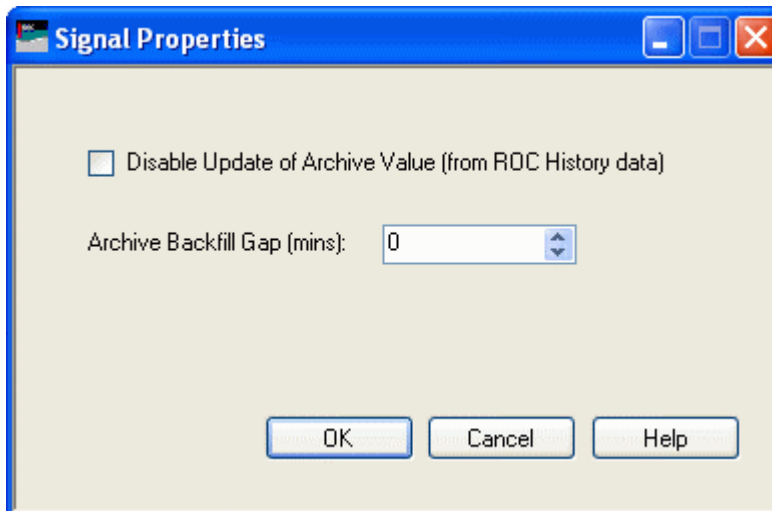 Signal Properties
Disable Update of Archive Value (from ROC History data)
Archive Backfill Gap (mins): 0
OK Cancel Help